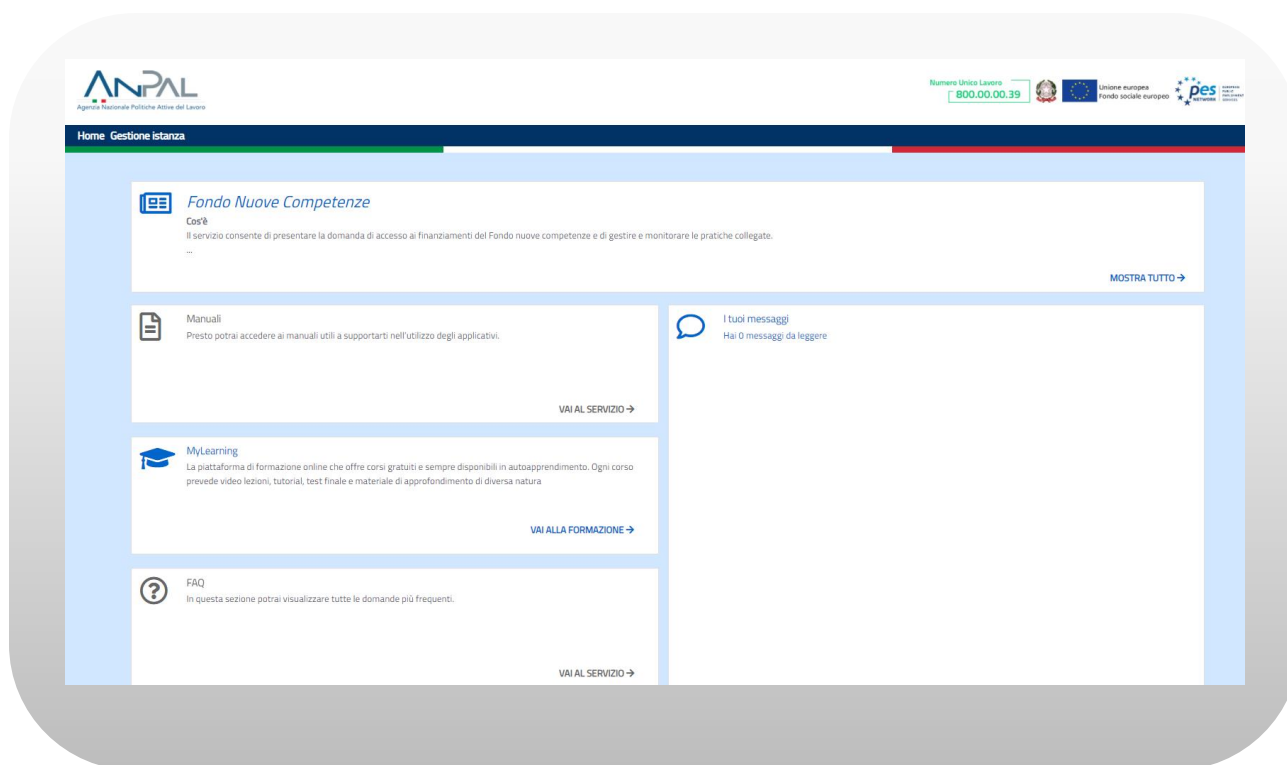 ANPAL
Agenzia Nazionale Politiche Attive del Lavoro
Numero Unico Lavoro
800.00.00.39
Unione europea
Fondo sociale europeo
pes
NETWORK
EUROPEAN
PUBLIC
EMPLOYMENT
SERVICES
Home Gestione istanza
Fondo Nuove Competenze
Cos'è
Il servizio consente di presentare la domanda di accesso ai finanziamenti del Fondo nuove competenze e di gestire e monitorare le pratiche collegate.
...
MOSTRA TUTTO →
Manuali
Presto potrai accedere ai manuali utili a supportarti nell'utilizzo degli applicativi.
VAI AL SERVIZIO →
I tuoi messaggi
Hai 0 messaggi da leggere
MyLearning
La piattaforma di formazione online che offre corsi gratuiti e sempre disponibili in autoapprendimento. Ogni corso
prevede video lezioni, tutorial, test finale e materiale di approfondimento di diversa natura
VAI ALLA FORMAZIONE →
FAQ
In questa sezione potrai visualizzare tutte le domande più frequenti.
VAI AL SERVIZIO →